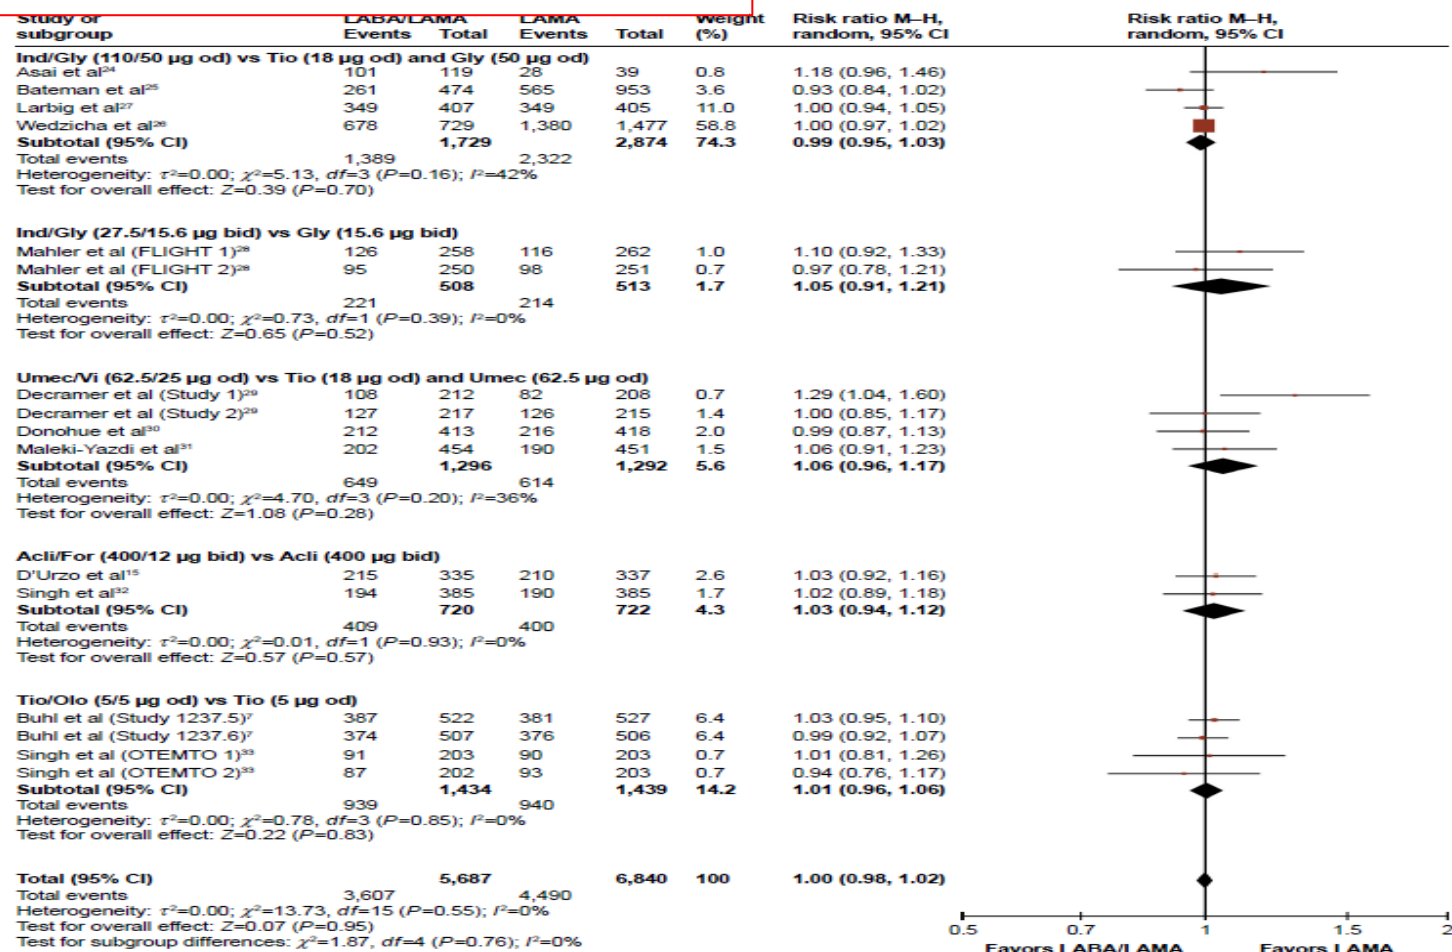 Study or LABA/LAMA LAMA Weight Risk ratio M–H, Risk ratio M–H,
subgroup Events Total Events Total (%) random, 95% CI random, 95% CI
Ind/Gly (110/50 µg od) vs Tio (18 µg od) and Gly (50 µg od)
Asai et al²⁴ 101 119 28 39 0.8 1.18 (0.96, 1.46)
Bateman et al²⁵ 261 474 565 953 3.6 0.93 (0.84, 1.02)
Larbig et al²⁷ 349 407 349 405 11.0 1.00 (0.94, 1.05)
Wedzicha et al²⁶ 678 729 1,380 1,477 58.8 1.00 (0.97, 1.02)
Subtotal (95% CI) 1,729 2,874 74.3 0.99 (0.95, 1.03)
Total events 1,389 2,322
Heterogeneity: τ²=0.00; χ²=5.13, df=3 (P=0.16); I²=42%
Test for overall effect: Z=0.39 (P=0.70)
Ind/Gly (27.5/15.6 µg bid) vs Gly (15.6 µg bid)
Mahler et al (FLIGHT 1)²⁸ 126 258 116 262 1.0 1.10 (0.92, 1.33)
Mahler et al (FLIGHT 2)²⁸ 95 250 98 251 0.7 0.97 (0.78, 1.21)
Subtotal (95% CI) 508 513 1.7 1.05 (0.91, 1.21)
Total events 221 214
Heterogeneity: τ²=0.00; χ²=0.73, df=1 (P=0.39); I²=0%
Test for overall effect: Z=0.65 (P=0.52)
Umec/Vi (62.5/25 µg od) vs Tio (18 µg od) and Umec (62.5 µg od)
Decramer et al (Study 1)²⁹ 108 212 82 208 0.7 1.29 (1.04, 1.60)
Decramer et al (Study 2)²⁹ 127 217 126 215 1.4 1.00 (0.85, 1.17)
Donohue et al³⁰ 212 413 216 418 2.0 0.99 (0.87, 1.13)
Maleki-Yazdi et al³¹ 202 454 190 451 1.5 1.06 (0.91, 1.23)
Subtotal (95% CI) 1,296 1,292 5.6 1.06 (0.96, 1.17)
Total events 649 614
Heterogeneity: τ²=0.00; χ²=4.70, df=3 (P=0.20); I²=36%
Test for overall effect: Z=1.08 (P=0.28)
Acli/For (400/12 µg bid) vs Acli (400 µg bid)
D'Urzo et al¹⁵ 215 335 210 337 2.6 1.03 (0.92, 1.16)
Singh et al³² 194 385 190 385 1.7 1.02 (0.89, 1.18)
Subtotal (95% CI) 720 722 4.3 1.03 (0.94, 1.12)
Total events 409 400
Heterogeneity: τ²=0.00; χ²=0.01, df=1 (P=0.93); I²=0%
Test for overall effect: Z=0.57 (P=0.57)
Tio/Olo (5/5 µg od) vs Tio (5 µg od)
Buhl et al (Study 1237.5)⁷ 387 522 381 527 6.4 1.03 (0.95, 1.10)
Buhl et al (Study 1237.6)⁷ 374 507 376 506 6.4 0.99 (0.92, 1.07)
Singh et al (OTEMTO 1)³³ 91 203 90 203 0.7 1.01 (0.81, 1.26)
Singh et al (OTEMTO 2)³³ 87 202 93 203 0.7 0.94 (0.76, 1.17)
Subtotal (95% CI) 1,434 1,439 14.2 1.01 (0.96, 1.06)
Total events 939 940
Heterogeneity: τ²=0.00; χ²=0.78, df=3 (P=0.85); I²=0%
Test for overall effect: Z=0.22 (P=0.83)
Total (95% CI) 5,687 6,840 100 1.00 (0.98, 1.02)
Total events 3,607 4,490
Heterogeneity: τ²=0.00; χ²=13.73, df=15 (P=0.55); I²=0%
Test for overall effect: Z=0.07 (P=0.95)
Test for subgroup differences: χ²=1.87, df=4 (P=0.76); I²=0%
0.5 0.7 1 1.5 2
Favors LABA/LAMA Favors LAMA